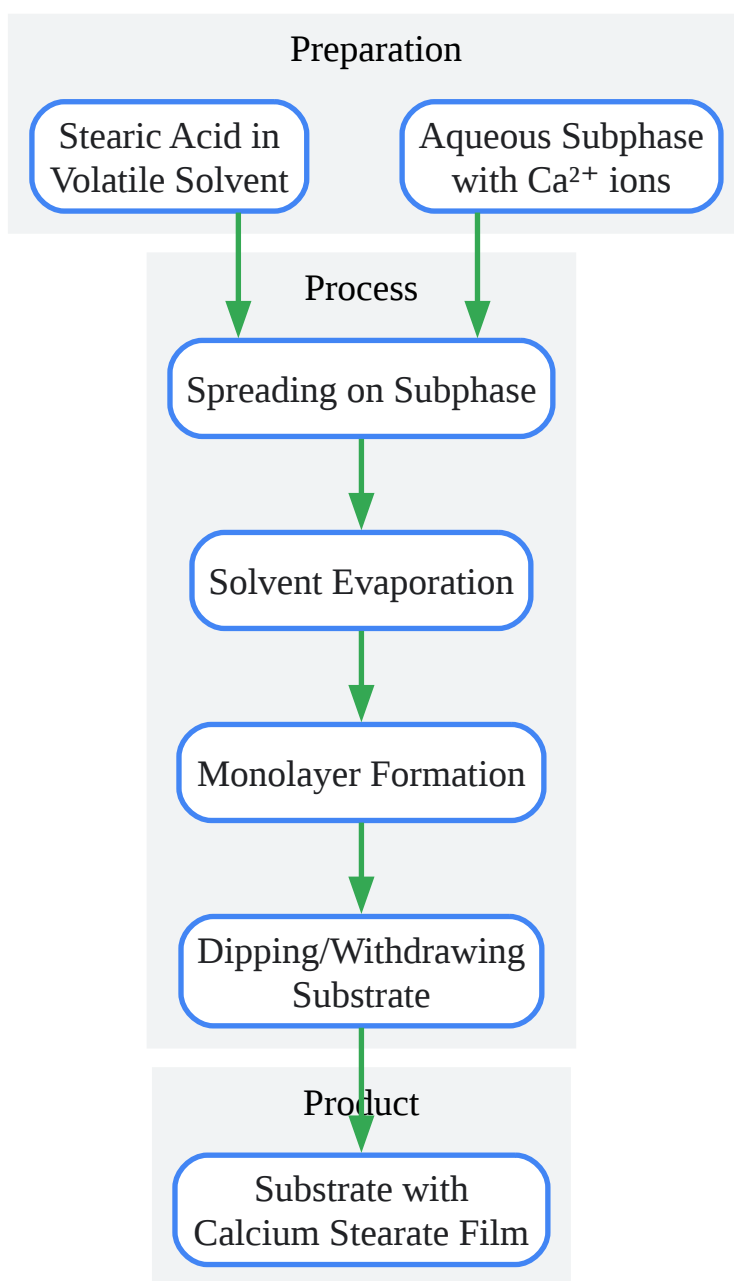 Preparation
Stearic Acid in
Volatile Solvent
Aqueous Subphase
with Ca²⁺ ions
Process
Spreading on Subphase
Solvent Evaporation
Monolayer Formation
Dipping/Withdrawing
Substrate
Product
Substrate with
Calcium Stearate Film